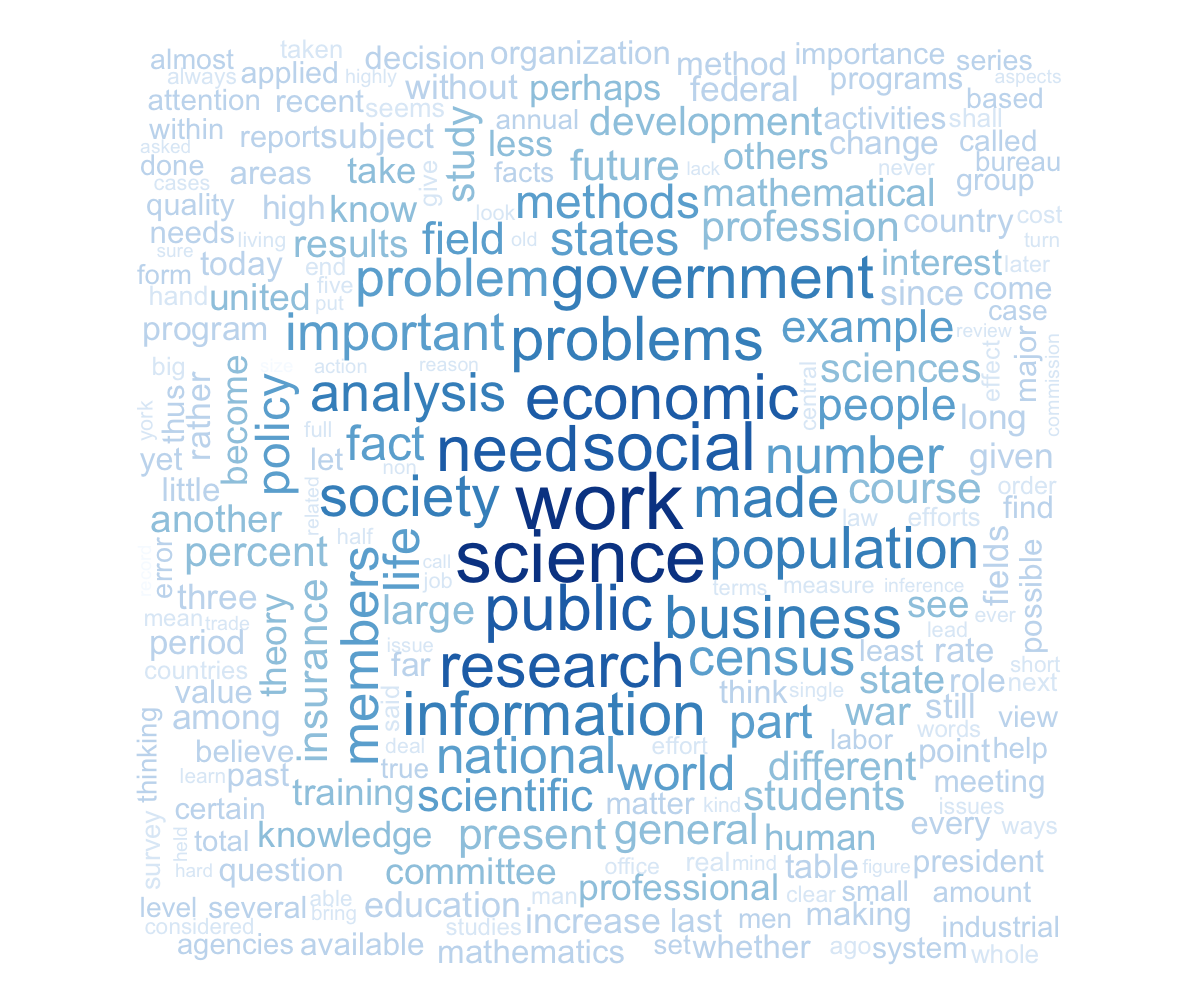 almost taken decision organization method importance series
always applied highly without perhaps federal programs aspects
attention recent seems annual development activities shall based
within report subject study less others change called
asked done areas take give facts future lack never bureau
cases quality high know look methods mathematical group
needs living results field old states profession country cost turn
sure form today end five problem government interest later
hand united put since come
program important problems example case review
big size action reason sciences effect major commission
york thus rather become policy analysis economic central people long
yet let full fact non need social number given
little related society work made course order find
another half law efforts
error percent members life call science population fields possible
three job terms measure inference
mean trade theory insurance large public business see ever
period issue lead
countries far research census least rate short
value said think single state role next
among information part war still view
thinking believe deal national effort labor words point help
learn past true world different meeting
certain training scientific matter kind students issues
survey held total knowledge present general human every ways
hard question committee office real mind table figure president
level several able bring education man professional clear small amount
considered studies increase last men making industrial
agencies available mathematics set whether ago system whole